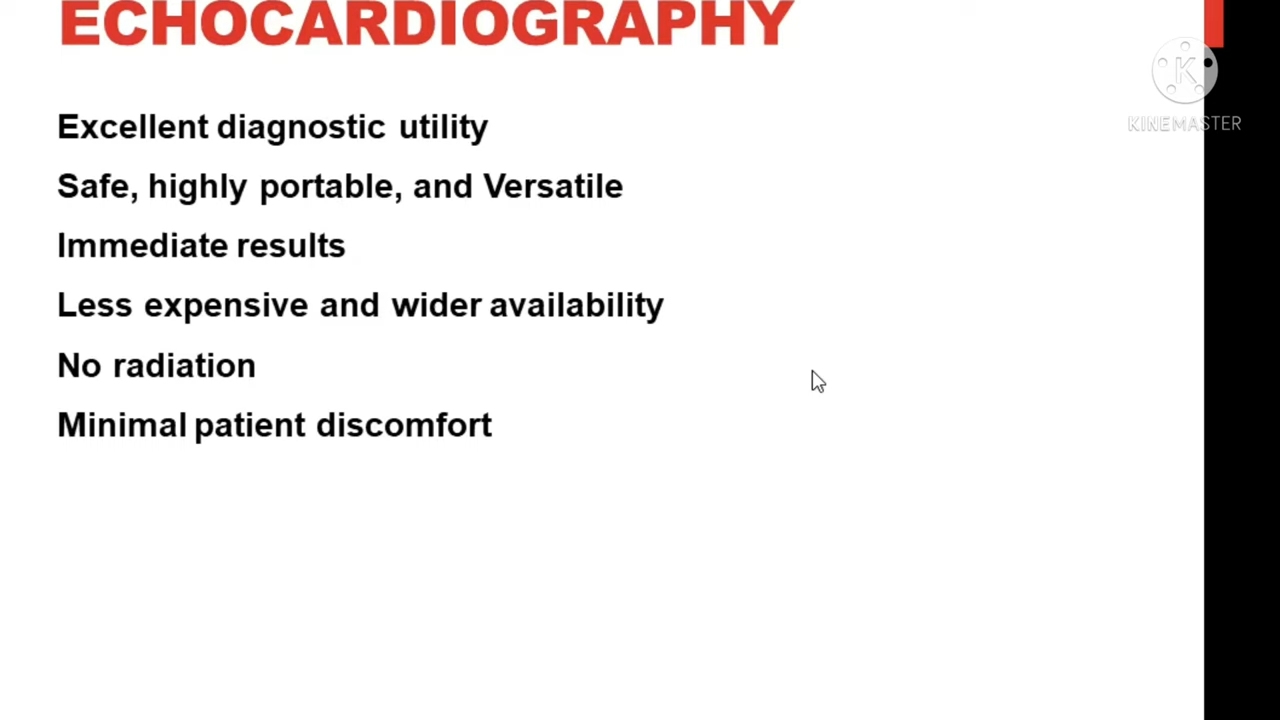 ECHOCARDIOGRAPHY
K
KINEMASTER
Excellent diagnostic utility
Safe, highly portable, and Versatile
Immediate results
Less expensive and wider availability
No radiation
Minimal patient discomfort